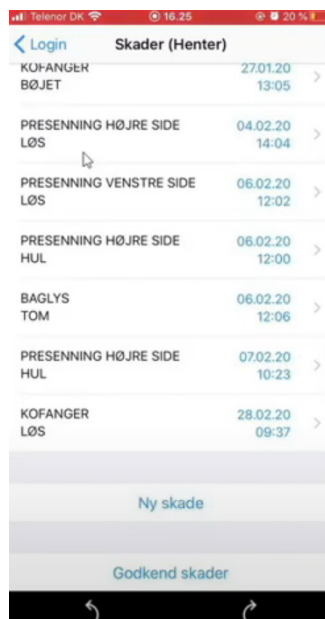 Telenor DK 16.25 20 %
Login Skader (Henter)
KOFANGER 27.01.20
BØJET 13:05
PRESENNING HØJRE SIDE 04.02.20
LØS 14:04
PRESENNING VENSTRE SIDE 06.02.20
LØS 12:02
PRESENNING HØJRE SIDE 06.02.20
HUL 12:00
BAGLYS 06.02.20
TOM 12:06
PRESENNING HØJRE SIDE 07.02.20
HUL 10:23
KOFANGER 28.02.20
LØS 09:37
Ny skade
Godkend skader